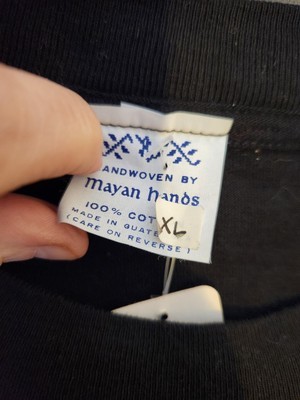 ANDWOVEN BY
mayan hands
100% COT
MADE IN GUATE
XL
(CARE ON REVERSE)